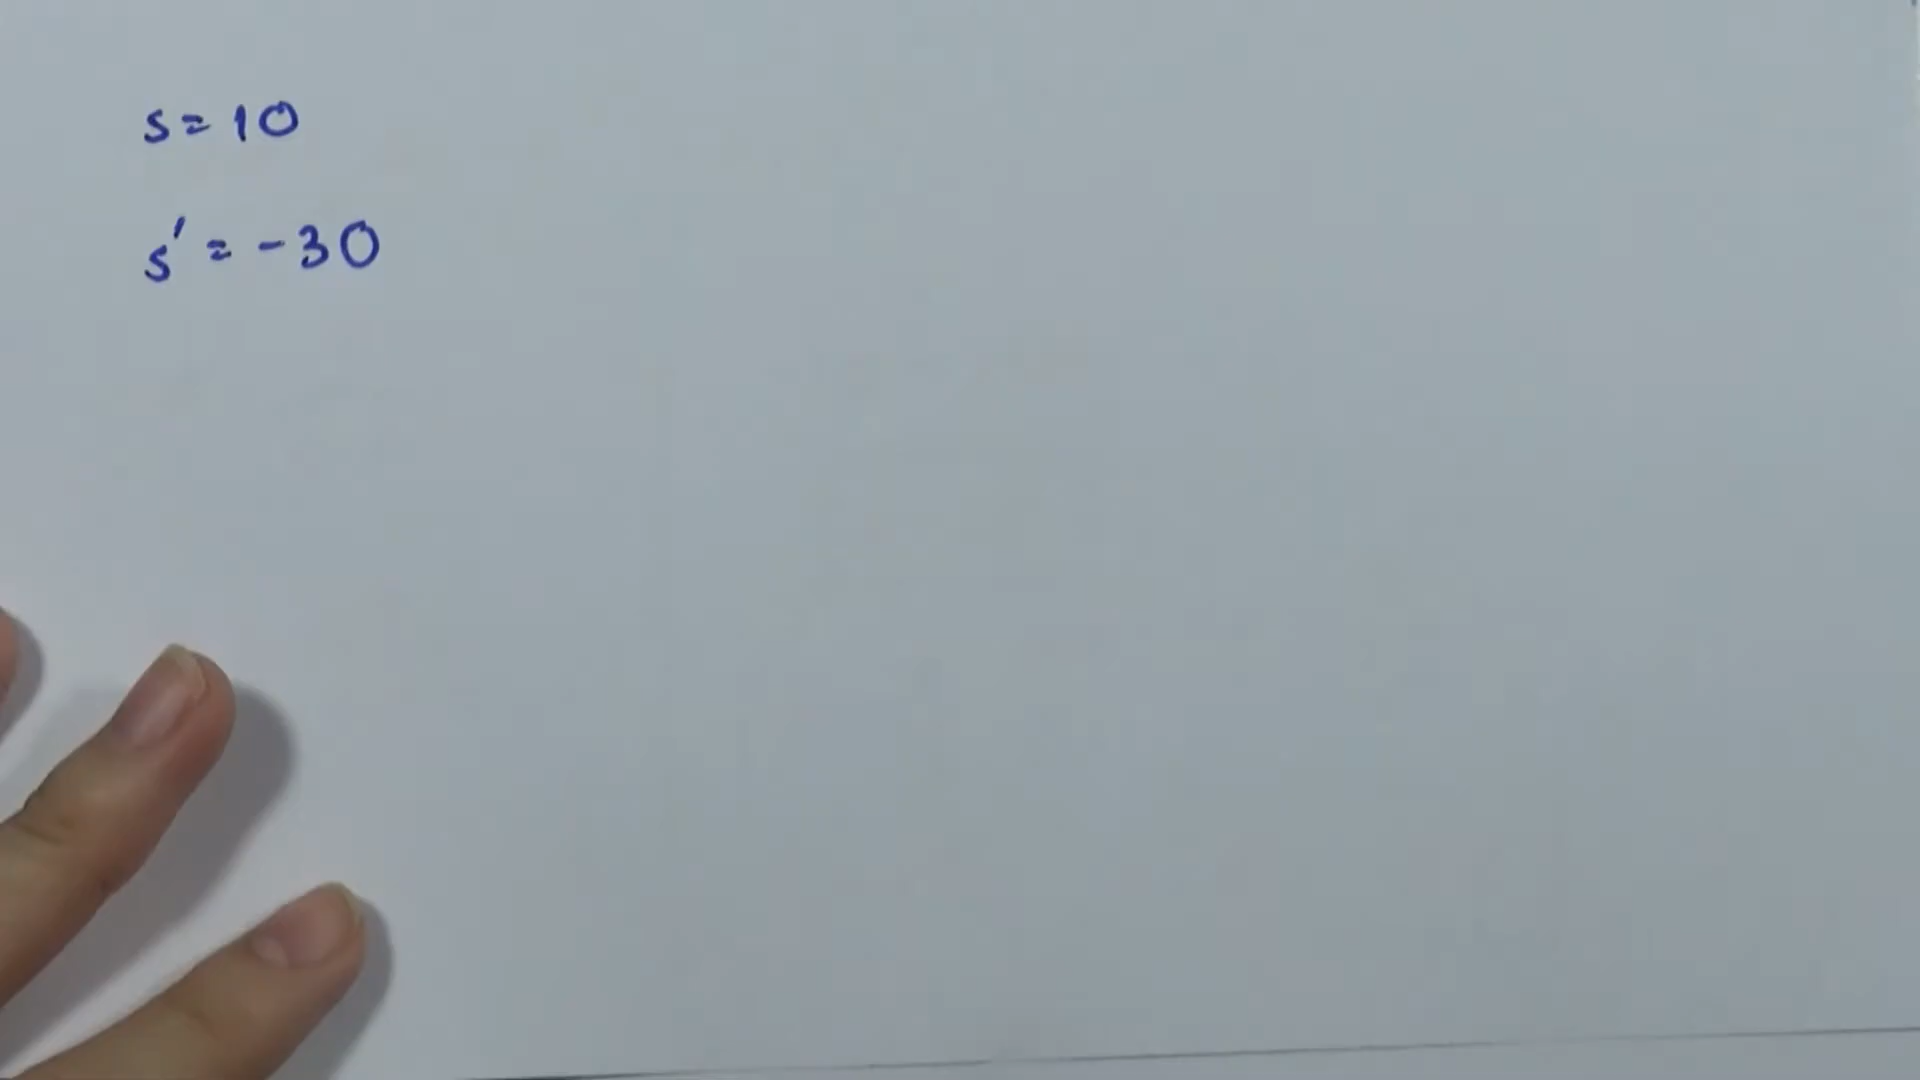 s = 10
s' = -30